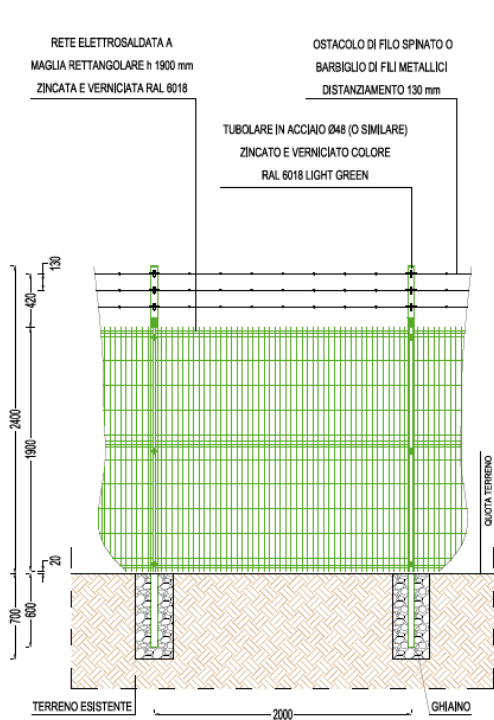 RETE ELETTROSALDATA A
MAGLIA RETTANGOLARE h 1900 mm
ZINCATA E VERNICIATA RAL 6018
OSTACOLO DI FILO SPINATO O
BARBIGLIO DI FILI METALLICI
DISTANZIAMENTO 130 mm
TUBOLARE IN ACCIAIO Ø48 (O SIMILARE)
ZINCATO E VERNICIATO COLORE
RAL 6018 LIGHT GREEN
130
420
2400
1900
20
700
600
QUOTA TERRENO
TERRENO ESISTENTE
2000
GHIAINO